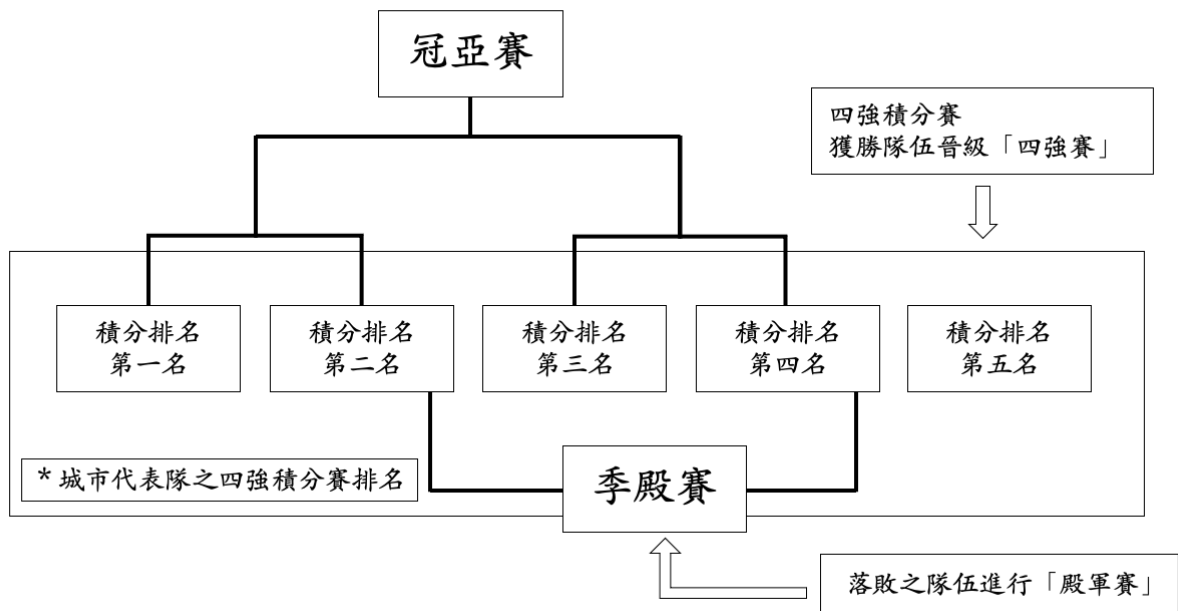 冠亞賽
四強積分賽
獲勝隊伍晉級「四強賽」
積分排名
第一名
積分排名
第二名
積分排名
第三名
積分排名
第四名
積分排名
第五名
*城市代表隊之四強積分賽排名
季殿賽
落敗之隊伍進行「殿軍賽」